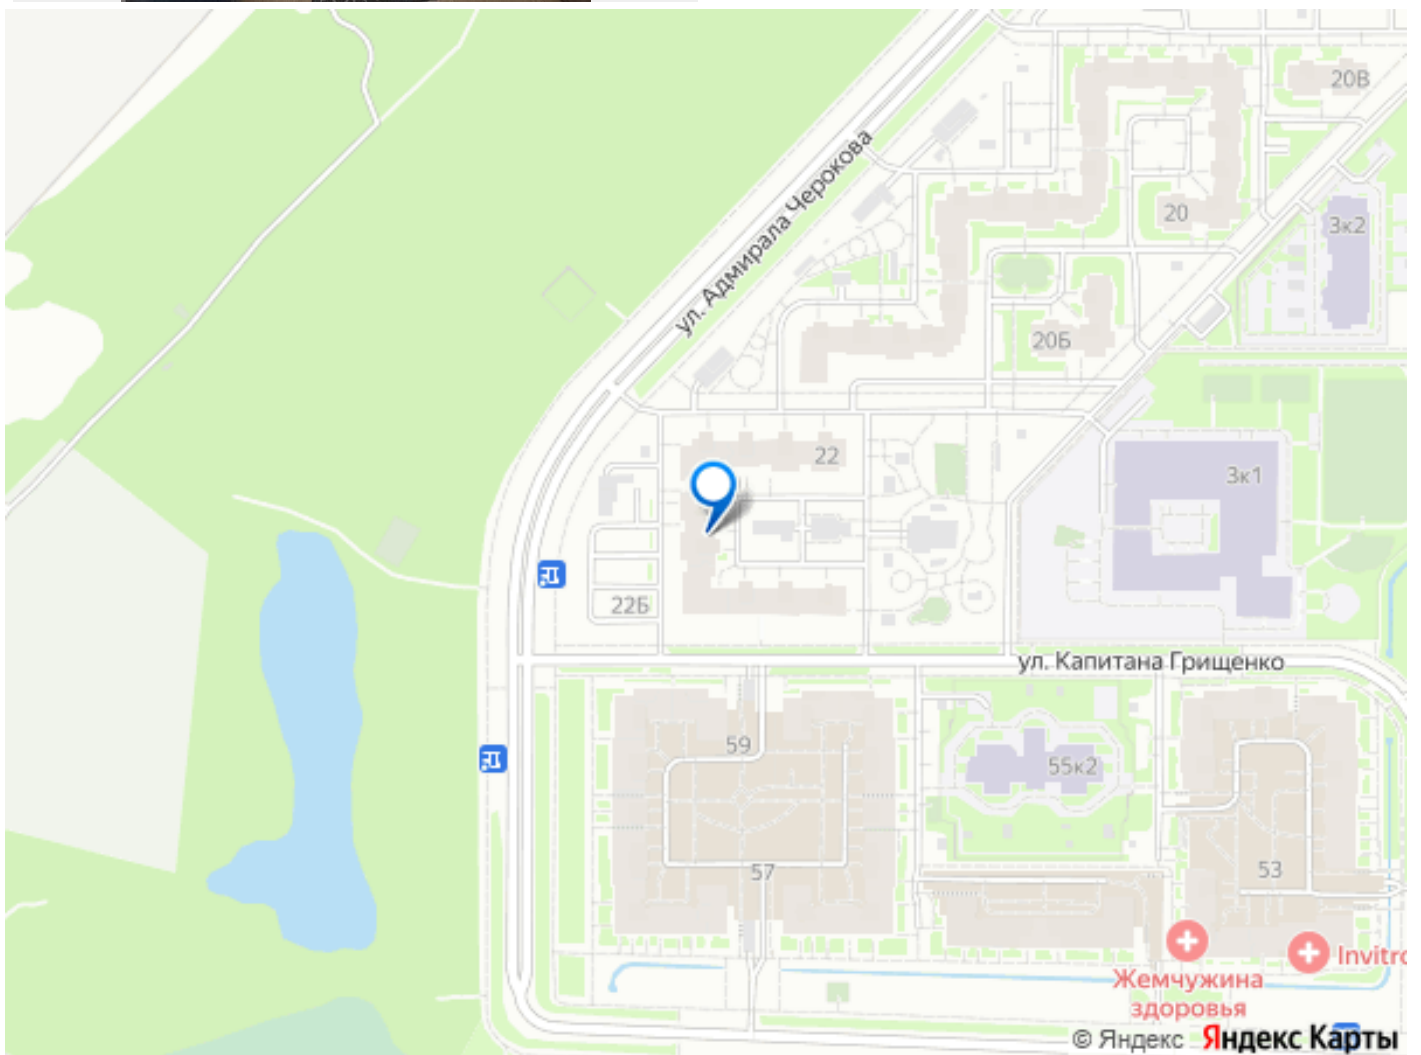 20В
ул. Адмирала Черокова
20
3к2
20Б
22
3к1
22Б
ул. Капитана Грищенко
59
55к2
57
53
Invitro
Жемчужина
здоровья
© Яндекс Яндекс Карты